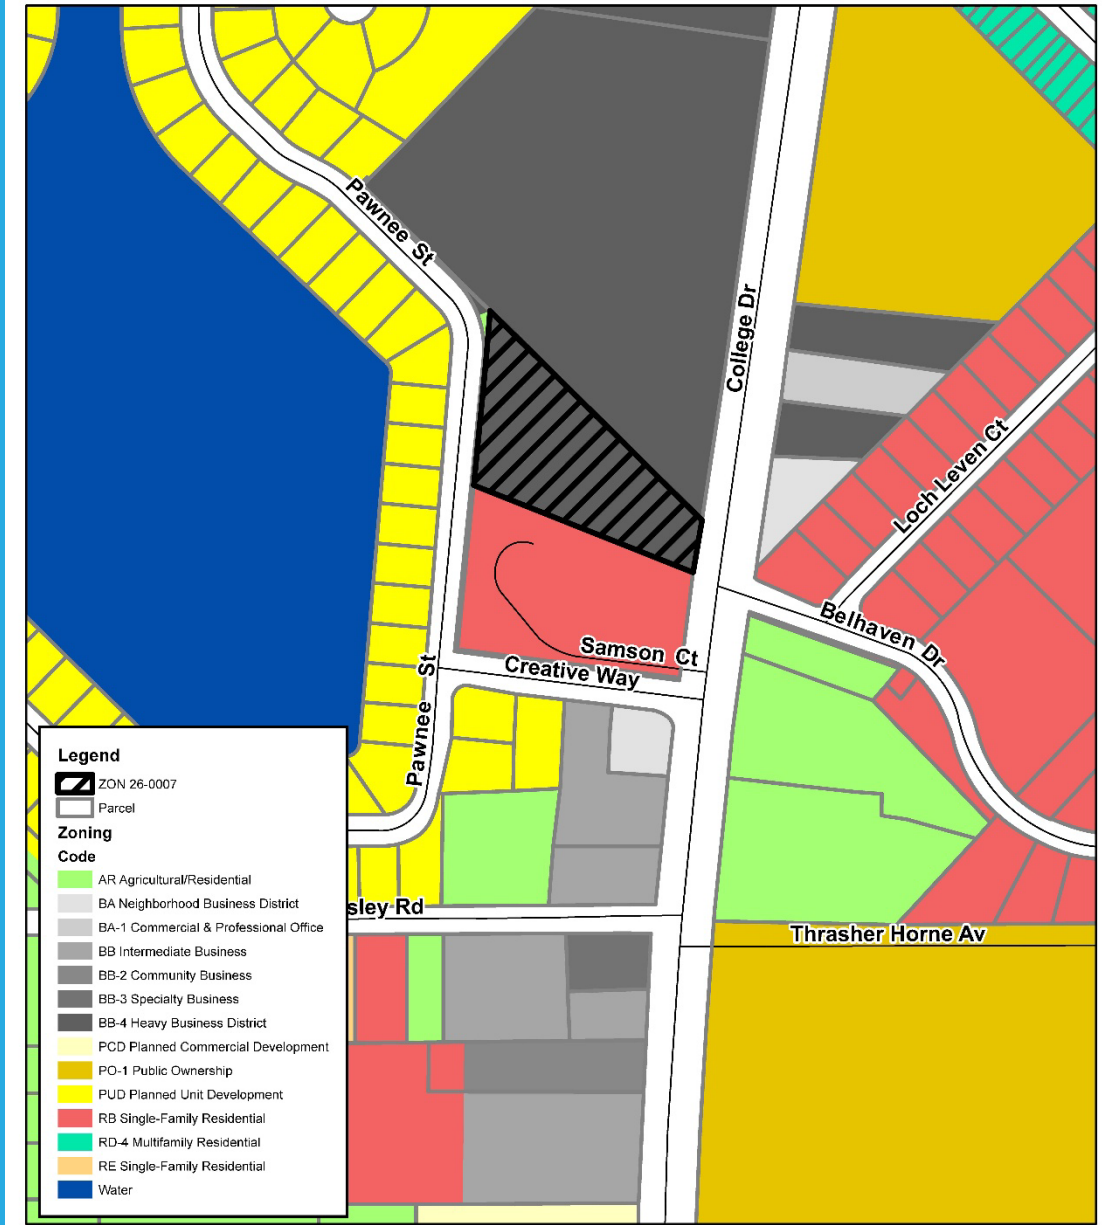 Pawnee St
College Dr
Loch Leven Ct
Belhaven Dr
Samson Ct
Creative Way
Pawnee St
sley Rd
Thrasher Horne Av
Legend
ZON 26-0007
Parcel
Zoning
Code
AR Agricultural/Residential
BA Neighborhood Business District
BA-1 Commercial & Professional Office
BB Intermediate Business
BB-2 Community Business
BB-3 Specialty Business
BB-4 Heavy Business District
PCD Planned Commercial Development
PO-1 Public Ownership
PUD Planned Unit Development
RB Single-Family Residential
RD-4 Multifamily Residential
RE Single-Family Residential
Water